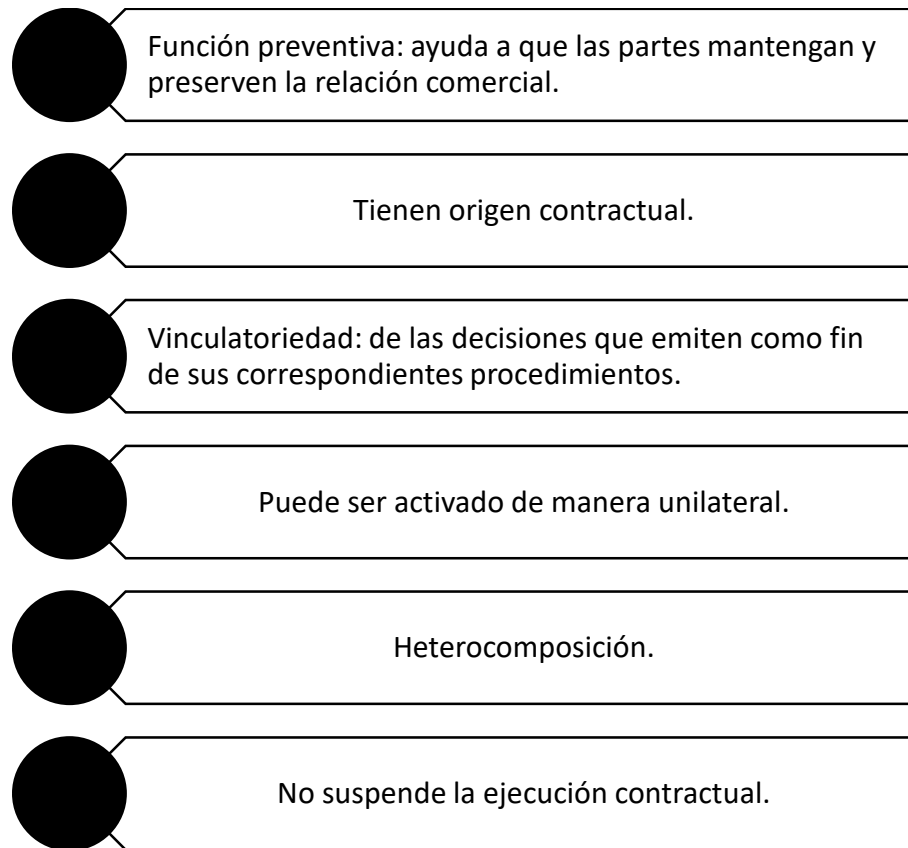 Función preventiva: ayuda a que las partes mantengan y
preserven la relación comercial.
Tienen origen contractual.
Vinculatoriedad: de las decisiones que emiten como fin
de sus correspondientes procedimientos.
Puede ser activado de manera unilateral.
Heterocomposición.
No suspende la ejecución contractual.